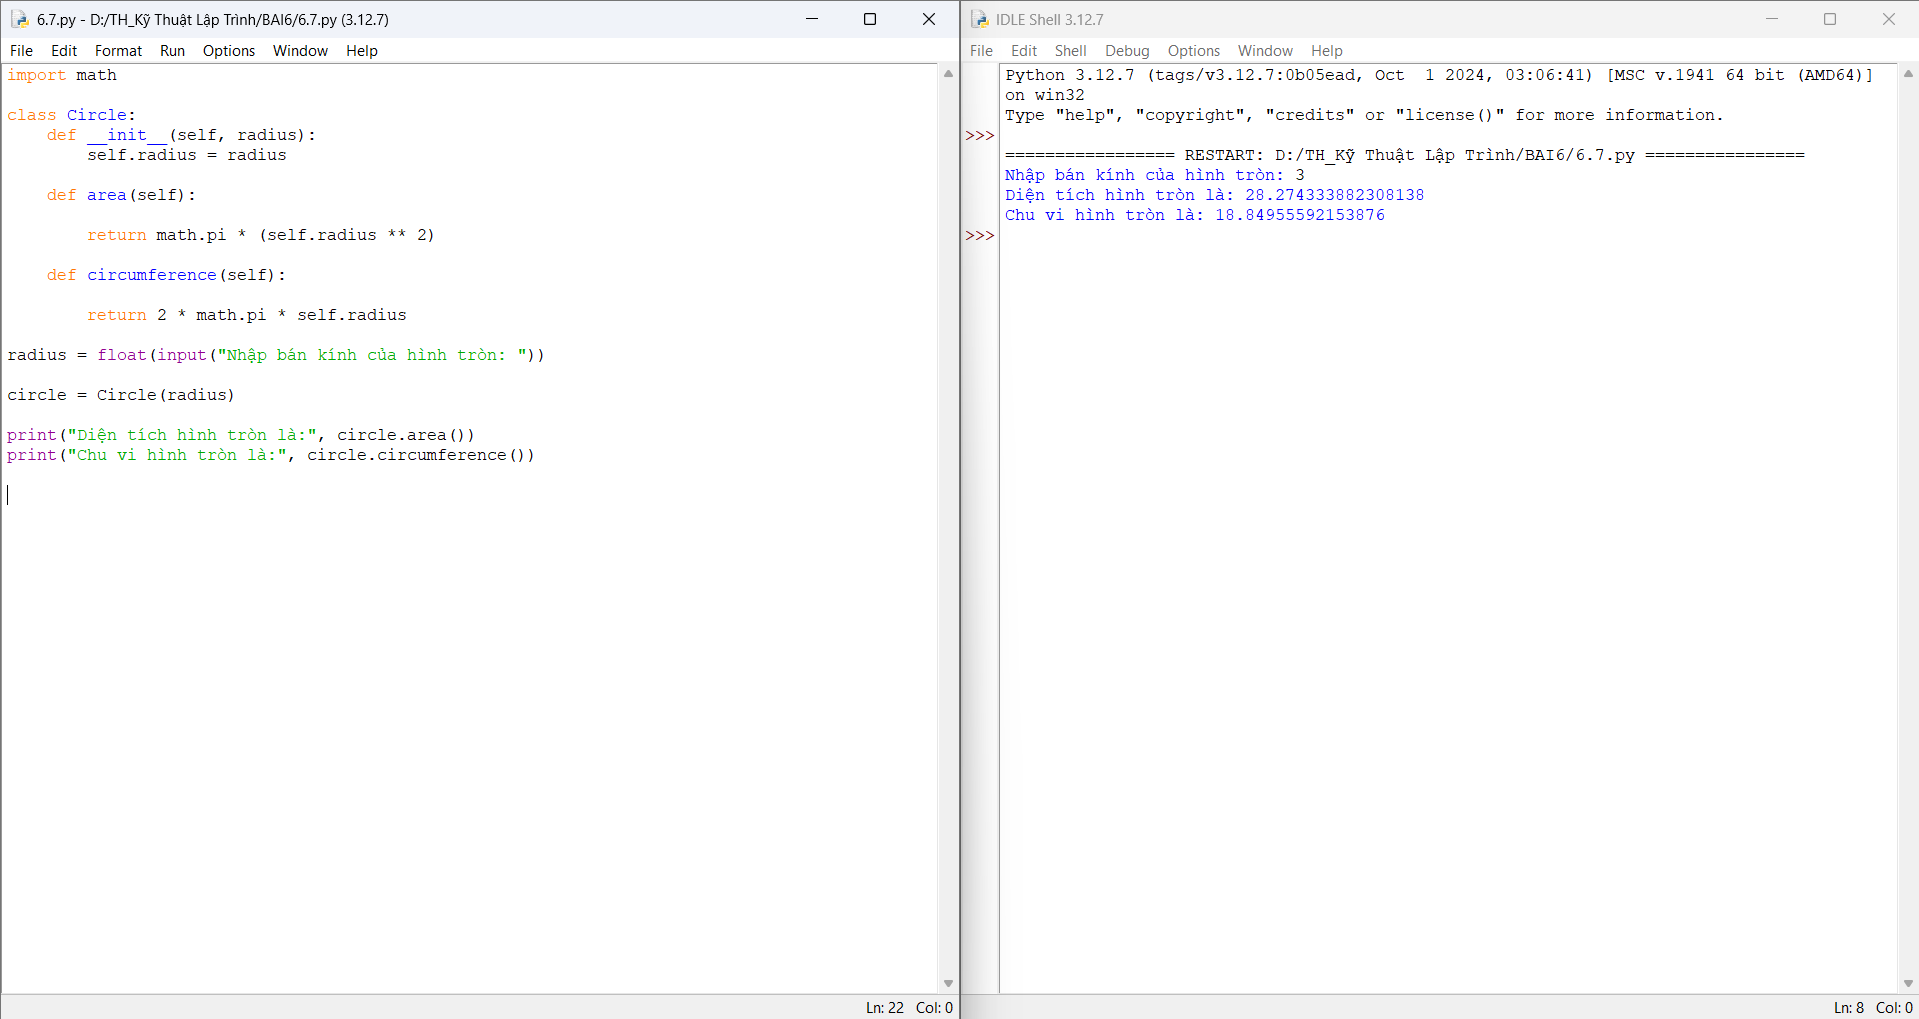 6.7.py - D:/TH_Kỹ Thuật Lập Trình/BAI6/6.7.py (3.12.7)
File Edit Format Run Options Window Help
import math
class Circle:
    def __init__(self, radius):
        self.radius = radius
    def area(self):
        return math.pi * (self.radius ** 2)
    def circumference(self):
        return 2 * math.pi * self.radius
radius = float(input("Nhập bán kính của hình tròn: "))
circle = Circle(radius)
print("Diện tích hình tròn là:", circle.area())
print("Chu vi hình tròn là:", circle.circumference())
Ln: 22 Col: 0
IDLE Shell 3.12.7
File Edit Shell Debug Options Window Help
Python 3.12.7 (tags/v3.12.7:0b05ead, Oct  1 2024, 03:06:41) [MSC v.1941 64 bit (AMD64)]
on win32
Type "help", "copyright", "credits" or "license()" for more information.
>>>
================= RESTART: D:/TH_Kỹ Thuật Lập Trình/BAI6/6.7.py ================
Nhập bán kính của hình tròn: 3
Diện tích hình tròn là: 28.274333882308138
Chu vi hình tròn là: 18.84955592153876
>>>
Ln: 8 Col: 0